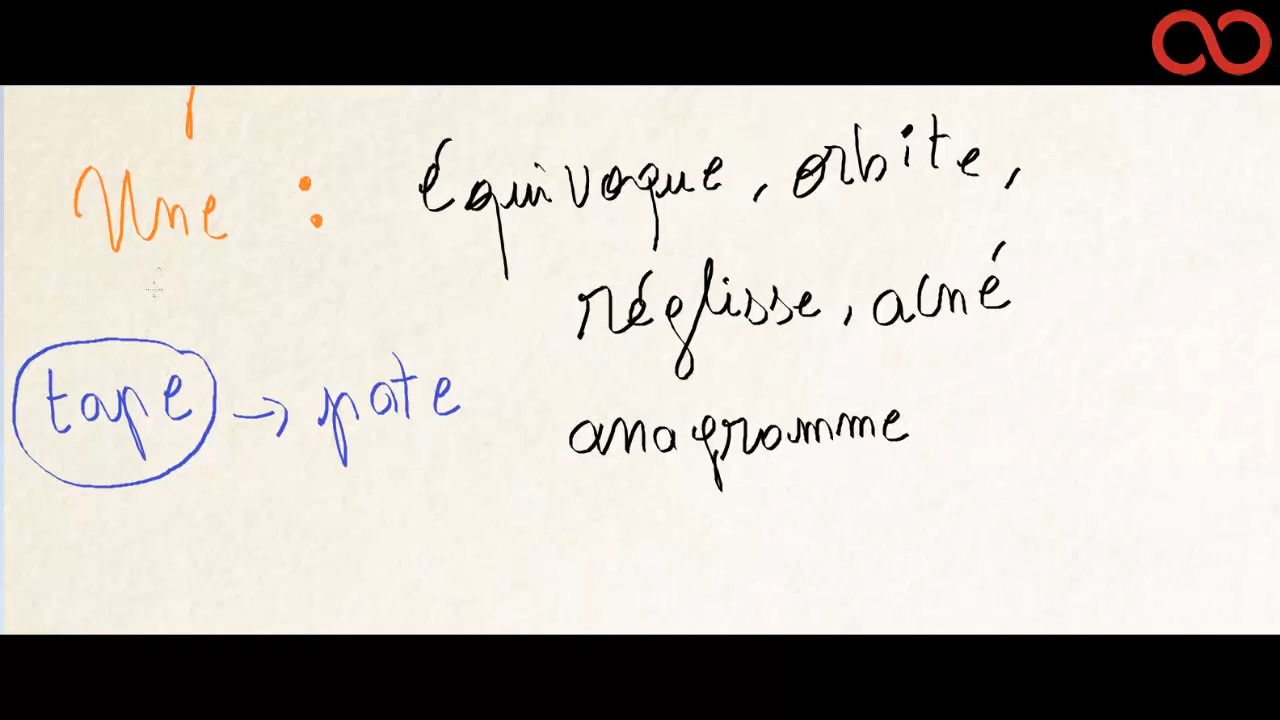 Une : équivoque, orbite,
réglisse, acné
tape → pate
anagramme